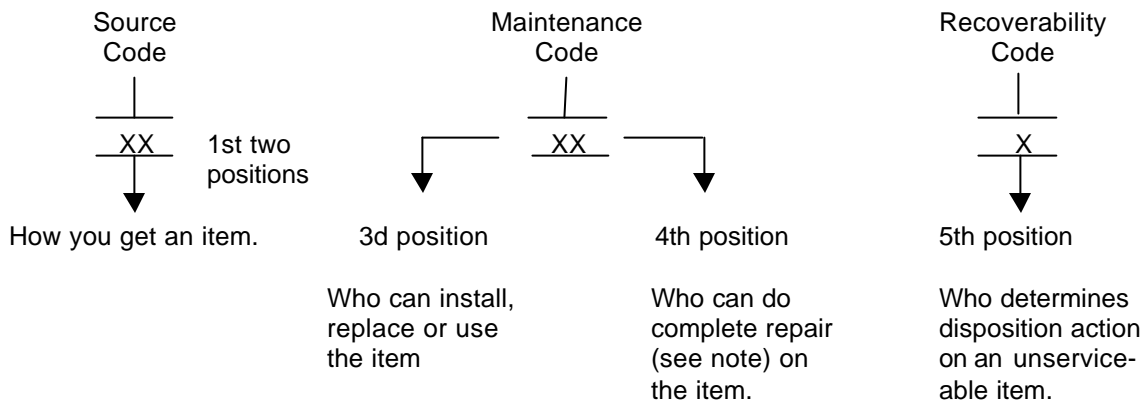 Source
Code
Maintenance
Code
Recoverability
Code
XX
1st two
positions
XX
X
How you get an item.
3d position
4th position
5th position
Who can install,
replace or use
the item
Who can do
complete repair
(see note) on
the item.
Who determines
disposition action
on an unservice-
able item.